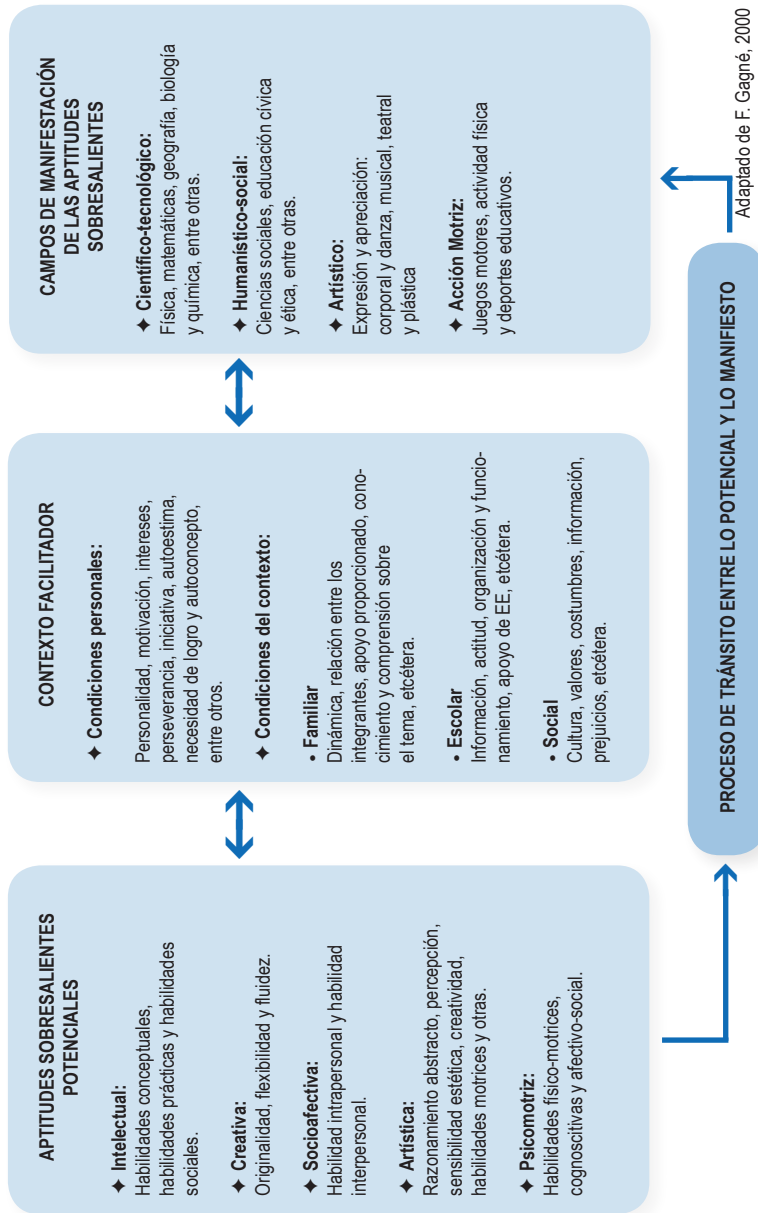 APTITUDES SOBRESALIENTES
POTENCIALES
✦ Intelectual:
Habilidades conceptuales,
habilidades prácticas y habilidades
sociales.
✦ Creativa:
Originalidad, flexibilidad y fluidez.
✦ Socioafectiva:
Habilidad intrapersonal y habilidad
interpersonal.
✦ Artística:
Razonamiento abstracto, percepción,
sensibilidad estética, creatividad,
habilidades motrices y otras.
✦ Psicomotriz:
Habilidades físico-motrices,
cognoscitivas y afectivo-social.
CONTEXTO FACILITADOR
✦ Condiciones personales:
Personalidad, motivación, intereses,
perseverancia, iniciativa, autoestima,
necesidad de logro y autoconcepto,
entre otros.
✦ Condiciones del contexto:
• Familiar
Dinámica, relación entre los
integrantes, apoyo proporcionado, cono-
cimiento y comprensión sobre
el tema, etcétera.
• Escolar
Información, actitud, organización y funcio-
namiento, apoyo de EE, etcétera.
• Social
Cultura, valores, costumbres, información,
prejuicios, etcétera.
CAMPOS DE MANIFESTACIÓN
DE LAS APTITUDES
SOBRESALIENTES
✦ Científico-tecnológico:
Física, matemáticas, geografía, biología
y química, entre otras.
✦ Humanístico-social:
Ciencias sociales, educación cívica
y ética, entre otras.
✦ Artístico:
Expresión y apreciación:
corporal y danza, musical, teatral
y plástica
✦ Acción Motriz:
Juegos motores, actividad física
y deportes educativos.
PROCESO DE TRÁNSITO ENTRE LO POTENCIAL Y LO MANIFIESTO
Adaptado de F. Gagné, 2000